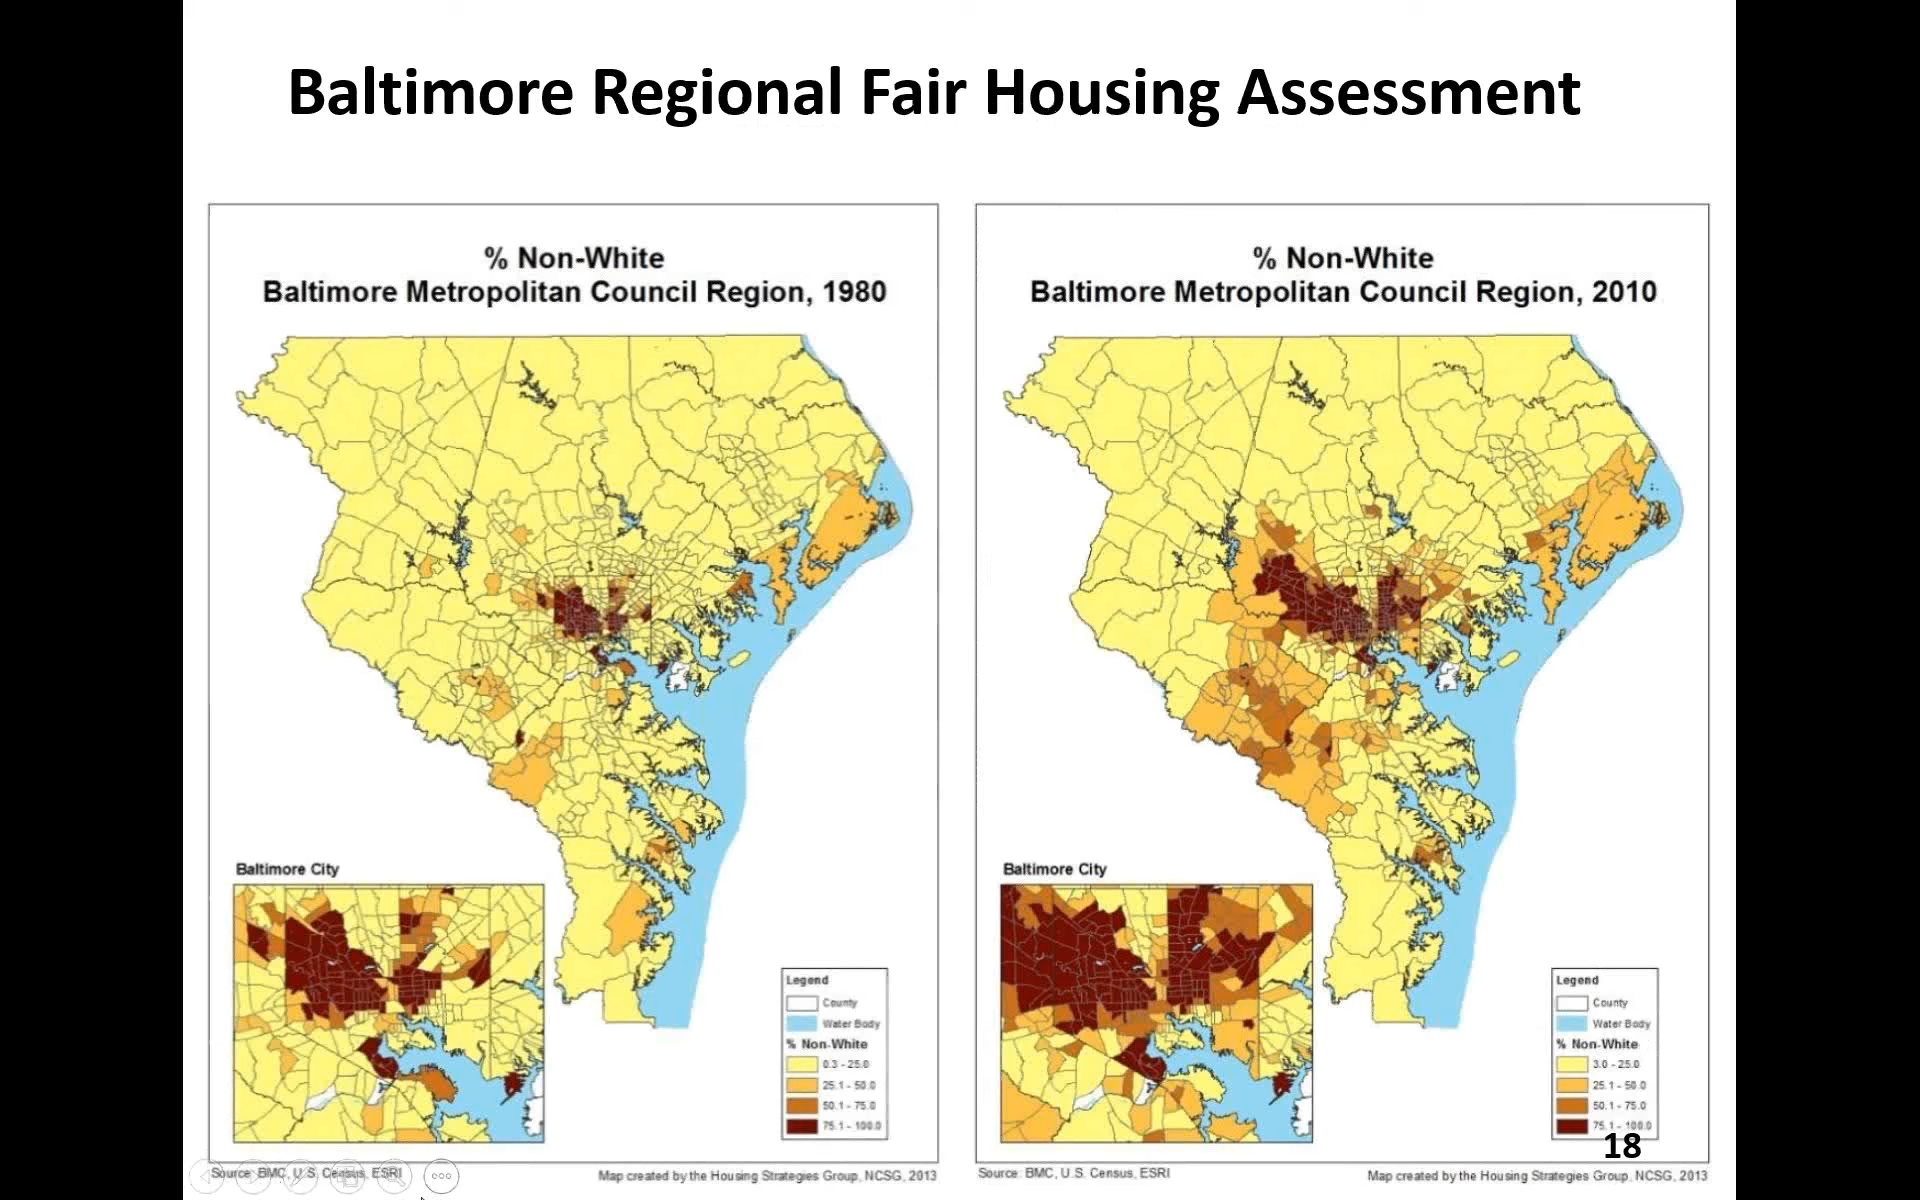 Baltimore Regional Fair Housing Assessment
% Non-White
Baltimore Metropolitan Council Region, 1980
Baltimore City
Legend
County
Water Body
% Non-White
0.3 - 25.0
25.1 - 50.0
50.1 - 75.0
75.1 - 100.0
Source: BMC, U.S. Census, ESRI
Map created by the Housing Strategies Group, NCSG, 2013
% Non-White
Baltimore Metropolitan Council Region, 2010
Baltimore City
Legend
County
Water Body
% Non-White
3.0 - 25.0
25.1 - 50.0
50.1 - 75.0
75.1 - 100.0
18
Source: BMC, U.S. Census, ESRI
Map created by the Housing Strategies Group, NCSG, 2013